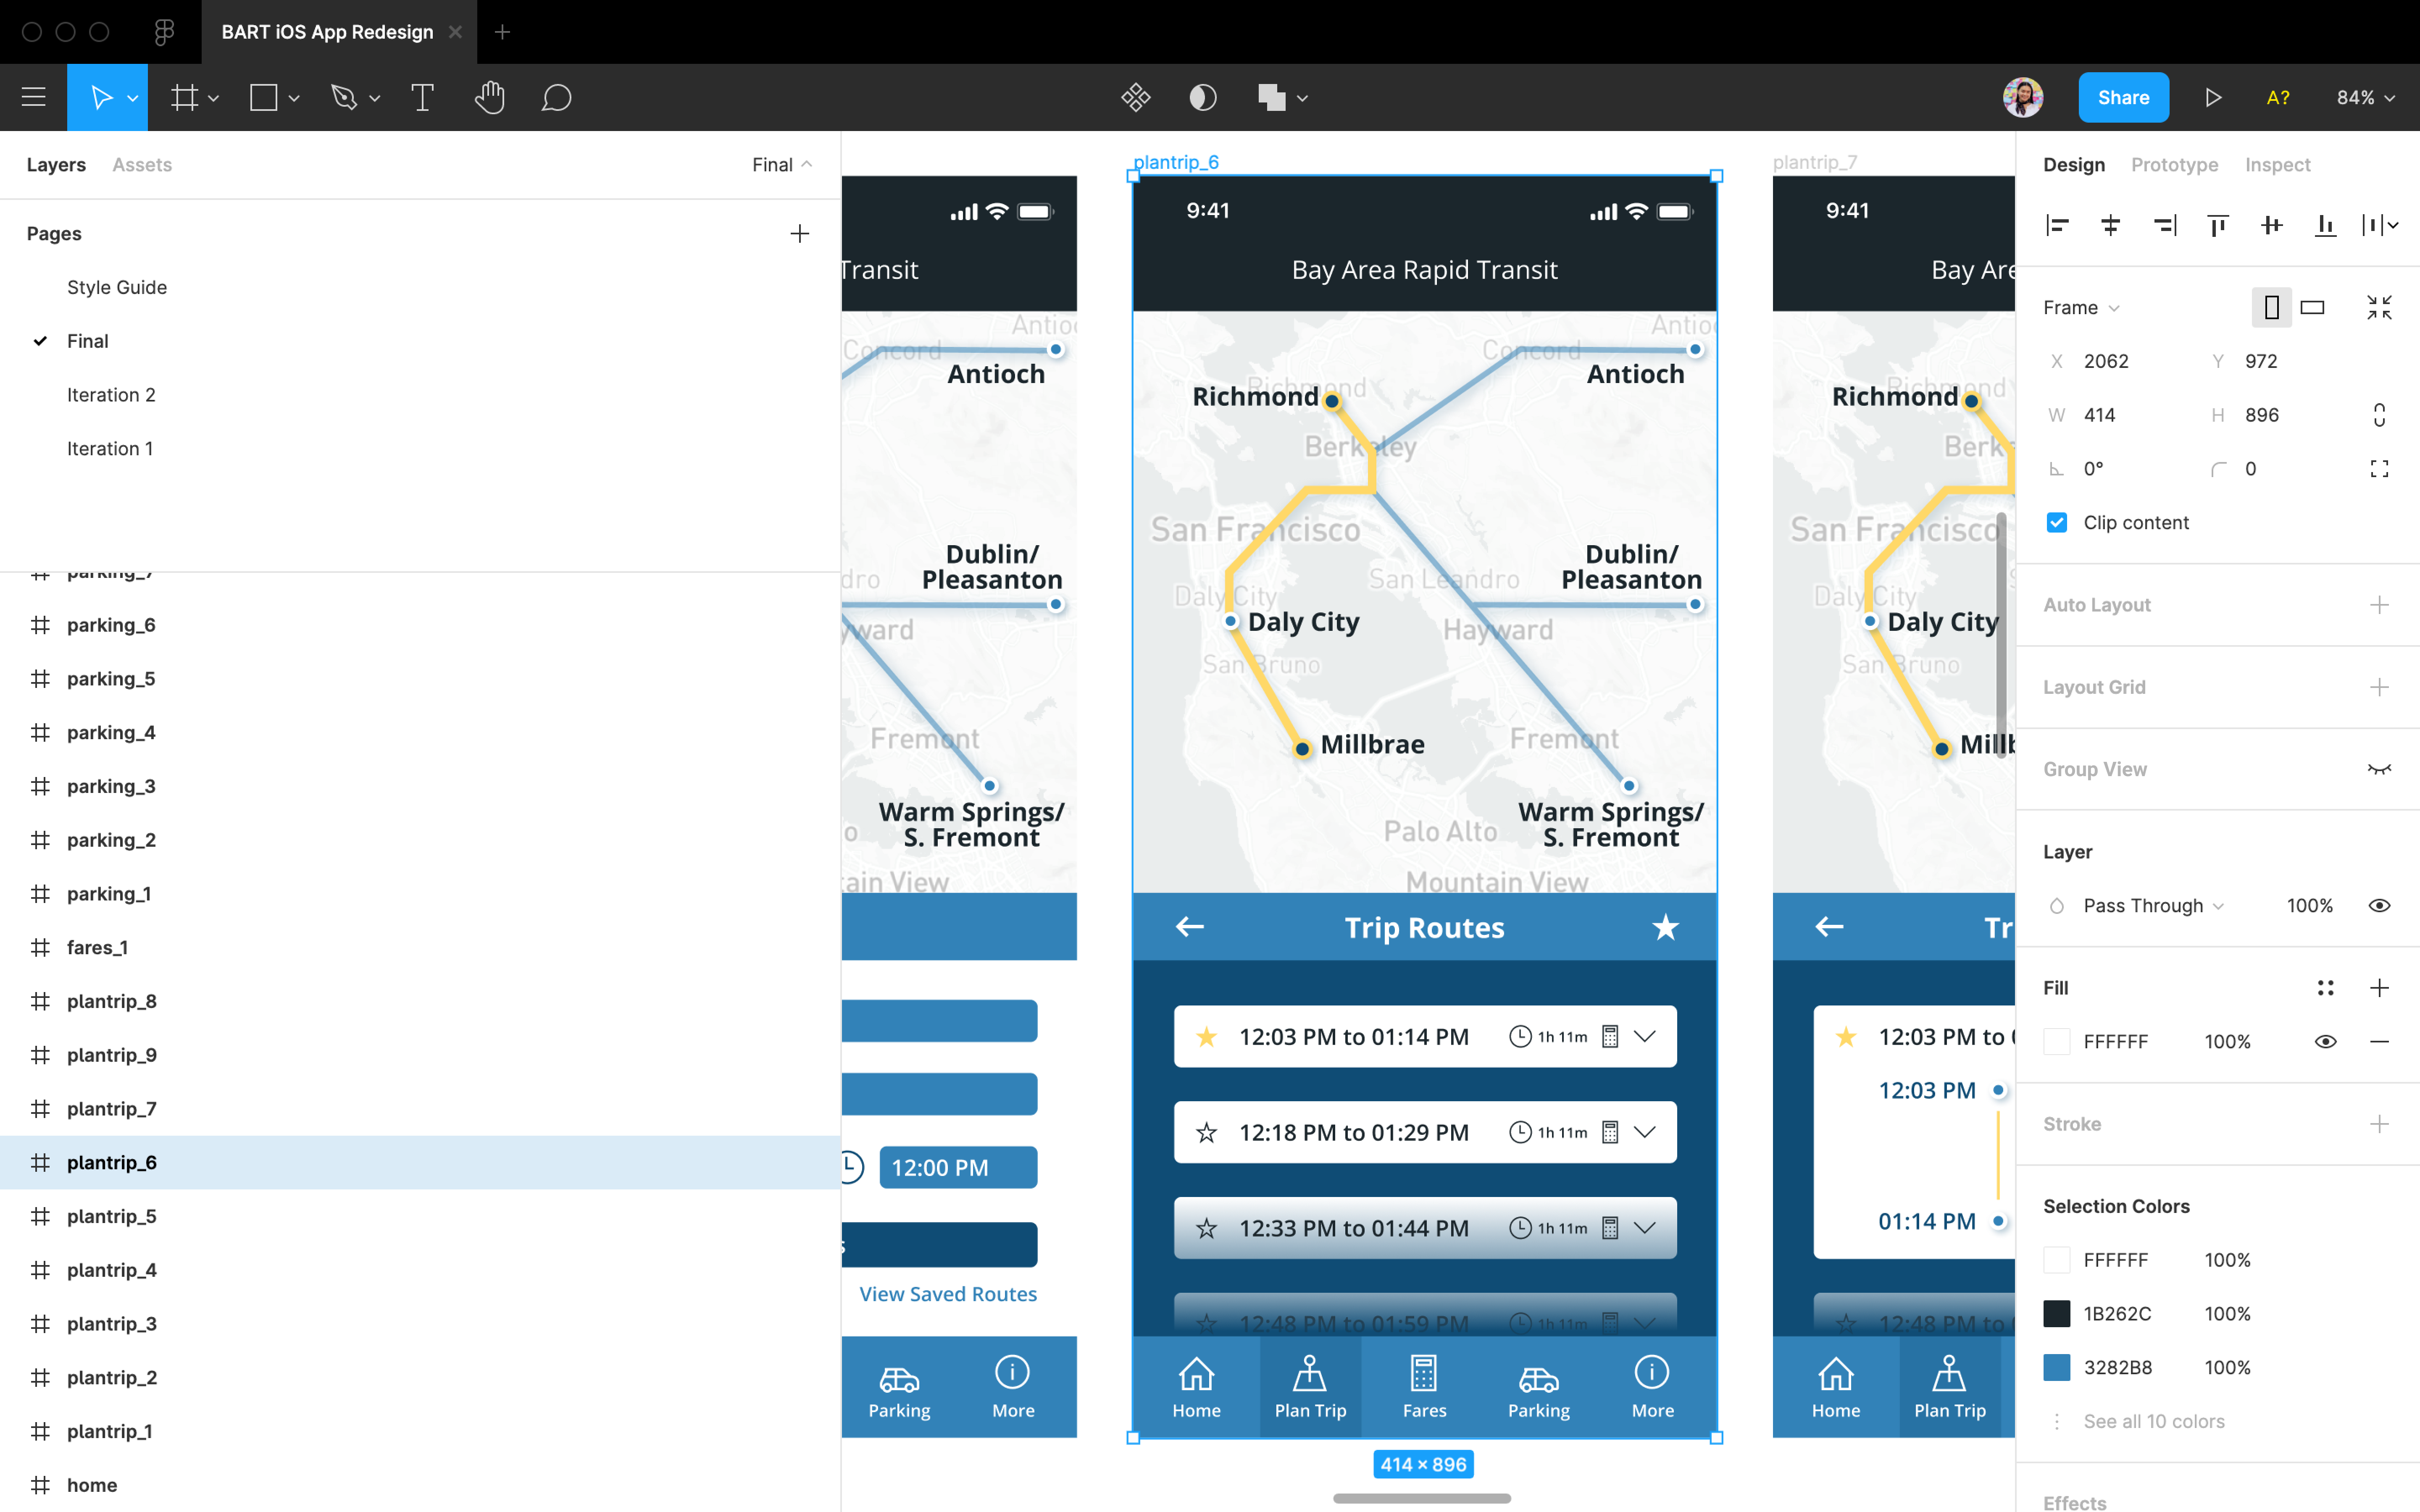 BART iOS App Redesign
Share
A?
84%
Layers Assets Final
Pages
Style Guide
Final
Iteration 2
Iteration 1
parking_7
parking_6
parking_5
parking_4
parking_3
parking_2
parking_1
fares_1
plantrip_8
plantrip_9
plantrip_7
plantrip_6
plantrip_5
plantrip_4
plantrip_3
plantrip_2
plantrip_1
home
Transit
Antioc
Concord
Antioch
Dublin/
Pleasanton
dro
yward
Fremont
Warm Springs/
S. Fremont
o
tain View
12:00 PM
s
View Saved Routes
Parking
More
plantrip_6
9:41
Bay Area Rapid Transit
Antioc
Concord
Antioch
Richmond
Richmond
Berkeley
San Francisco
Dublin/
Pleasanton
San Leandro
Daly City
Daly City
Hayward
San Bruno
Millbrae
Fremont
Warm Springs/
S. Fremont
Palo Alto
Mountain View
Trip Routes
12:03 PM to 01:14 PM 1h 11m
12:18 PM to 01:29 PM 1h 11m
12:33 PM to 01:44 PM 1h 11m
12:48 PM to 01:59 PM 1h 11m
Home
Plan Trip
Fares
Parking
More
414 × 896
plantrip_7
9:41
Bay Are
Richmond
Richmond
Berk
San Francisco
Daly City
Daly City
San Bruno
Millb
Tr
12:03 PM to 0
12:03 PM
01:14 PM
12:48 PM to 0
Home
Plan Trip
Design Prototype Inspect
Frame
X 2062 Y 972
W 414 H 896
0° 0
Clip content
Auto Layout
Layout Grid
Group View
Layer
Pass Through 100%
Fill
FFFFFF 100%
Stroke
Selection Colors
FFFFFF 100%
1B262C 100%
3282B8 100%
See all 10 colors
Effects